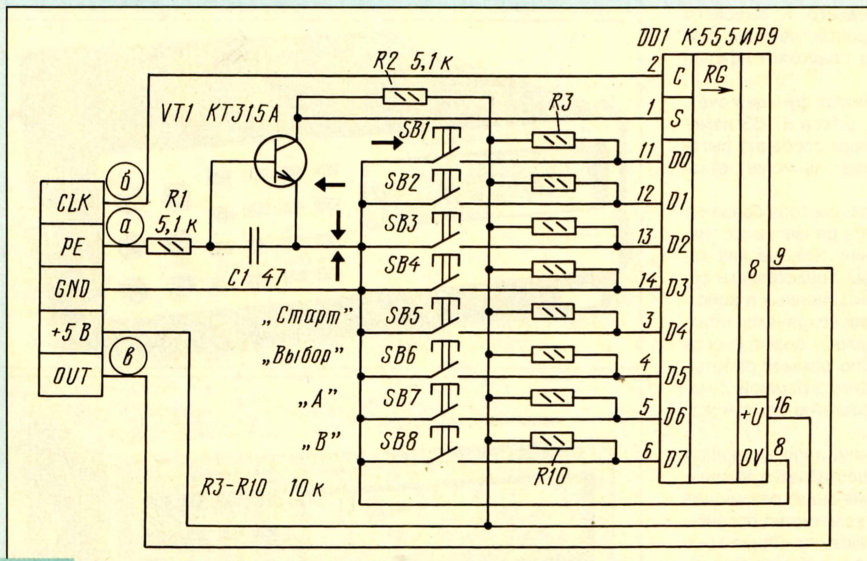 DD1 К555ИР9
R2 5,1 к
2
C
RG
VT1 КТ315А
R3
1
S
SB1
11
D0
б
CLK
R1
5,1 к
SB2
12
D1
а
PE
SB3
13
D2
8
9
C1 47
SB4
14
D3
GND
„Старт"
SB5
3
D4
+5 В
„Выбор"
SB6
4
D5
в
OUT
„А"
SB7
5
D6
+U
16
„В"
SB8
6
D7
0V
8
R3-R10 10 к
R10